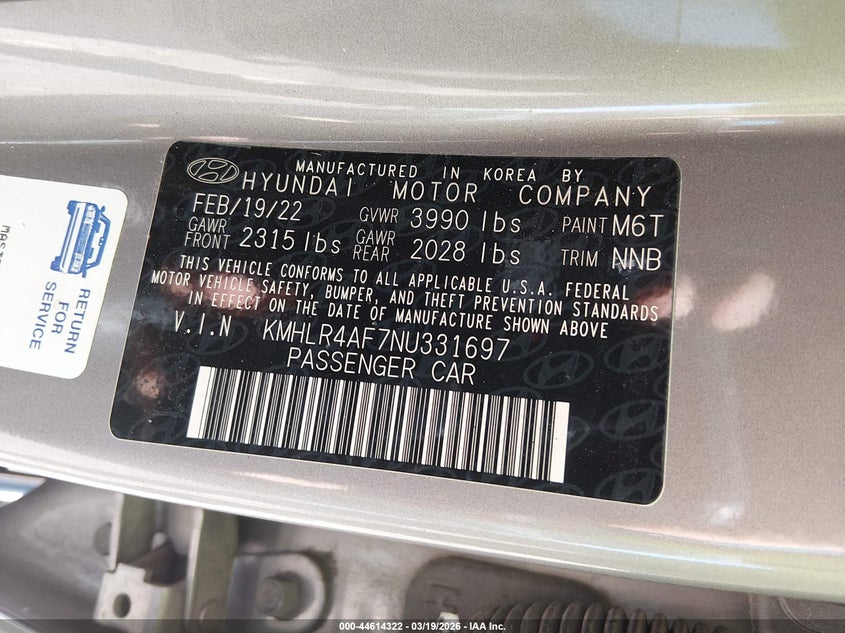 MANUFACTURED IN KOREA BY
HYUNDAI MOTOR COMPANY
FEB/19/22 GVWR 3990 lbs PAINT M6T
GAWR FRONT 2315 lbs GAWR REAR 2028 lbs TRIM NNB
THIS VEHICLE CONFORMS TO ALL APPLICABLE U.S.A. FEDERAL
MOTOR VEHICLE SAFETY, BUMPER, AND THEFT PREVENTION STANDARDS
IN EFFECT ON THE DATE OF MANUFACTURE SHOWN ABOVE
V.I.N KMHLR4AF7NU331697
PASSENGER CAR
RETURN
FOR
SERVICE
000-44614322 - 03/19/2026 - IAA Inc.